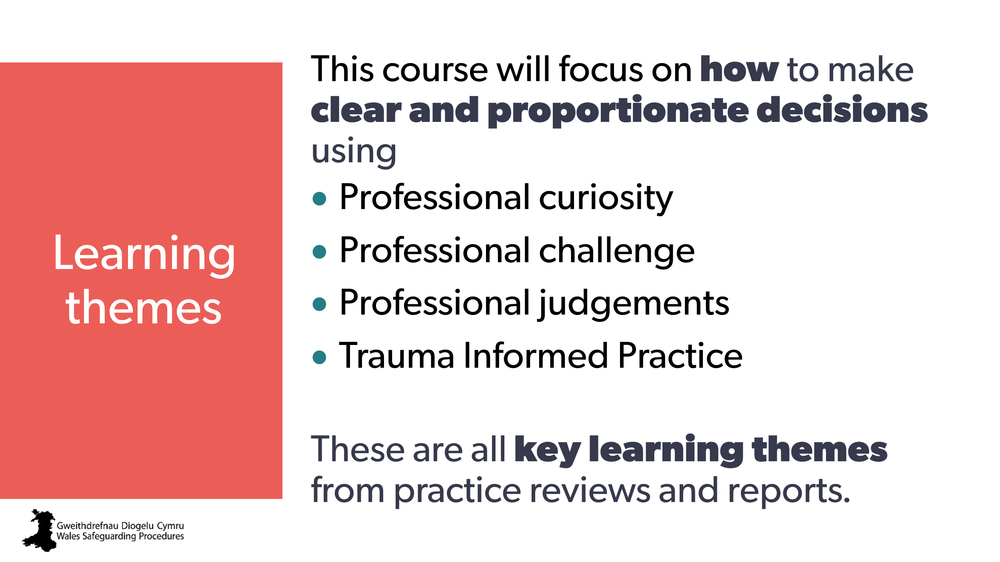 Learning
themes
This course will focus on how to make
clear and proportionate decisions
using
• Professional curiosity
• Professional challenge
• Professional judgements
• Trauma Informed Practice
These are all key learning themes
from practice reviews and reports.
Gweithdrefnau Diogelu Cymru
Wales Safeguarding Procedures